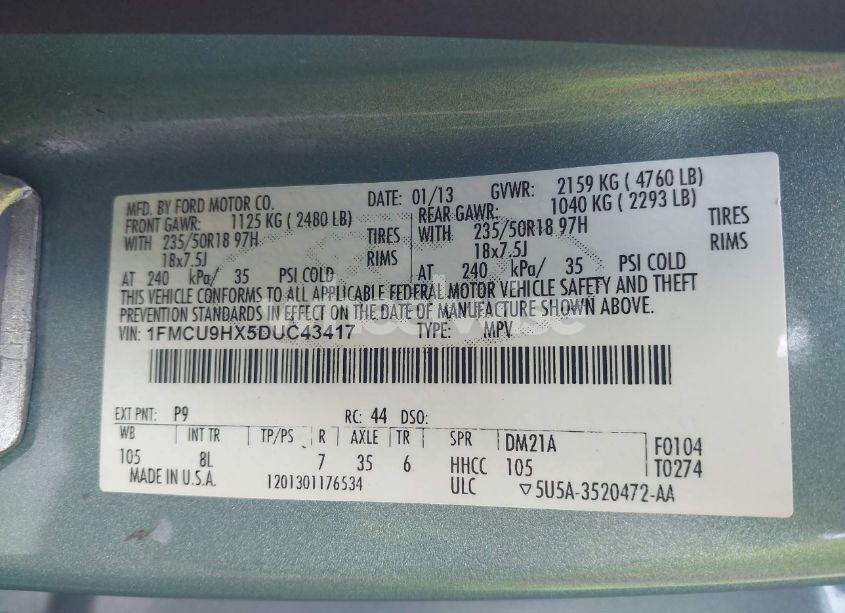 MFD. BY FORD MOTOR CO. DATE: 01/13 GVWR: 2159 KG ( 4760 LB)
FRONT GAWR: 1125 KG ( 2480 LB) REAR GAWR: 1040 KG ( 2293 LB)
WITH 235/50R18 97H TIRES WITH 235/50R18 97H TIRES
18x7.5J RIMS 18x7.5J RIMS
AT 240 kPa/ 35 PSI COLD AT 240 kPa/ 35 PSI COLD
THIS VEHICLE CONFORMS TO ALL APPLICABLE FEDERAL MOTOR VEHICLE SAFETY AND THEFT
PREVENTION STANDARDS IN EFFECT ON THE DATE OF MANUFACTURE SHOWN ABOVE.
VIN: 1FMCU9HX5DUC43417 TYPE: MPV
EXT PNT: P9 RC: 44 DSO:
WB INT TR TP/PS R AXLE TR SPR DM21A F0104
105 8L 7 35 6 HHCC 105 T0274
MADE IN U.S.A. 1201301176534 ULC ▽5U5A-3520472-AA